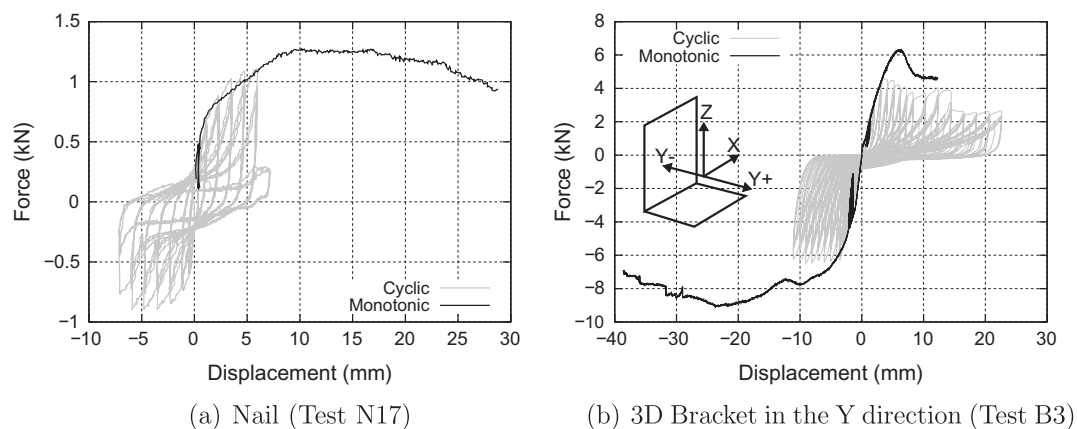 1.5
1
0.5
0
−0.5
−1
−10 −5 0 5 10 15 20 25 30
Force (kN)
Displacement (mm)
Cyclic
Monotonic
(a) Nail (Test N17)
8
6
4
2
0
−2
−4
−6
−8
−10
−40 −30 −20 −10 0 10 20 30
Force (kN)
Displacement (mm)
Cyclic
Monotonic
Z
X
Y-
Y+
(b) 3D Bracket in the Y direction (Test B3)